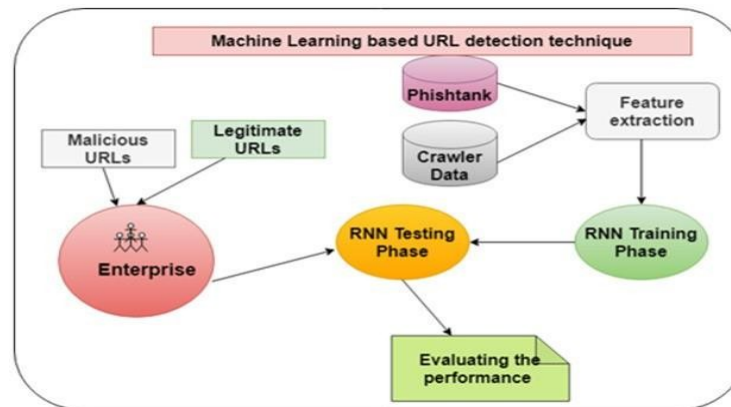 Machine Learning based URL detection technique
Phishtank
Feature
extraction
Legitimate
URLs
Malicious
URLs
Crawler
Data
Enterprise
RNN Testing
Phase
RNN Training
Phase
Evaluating the
performance